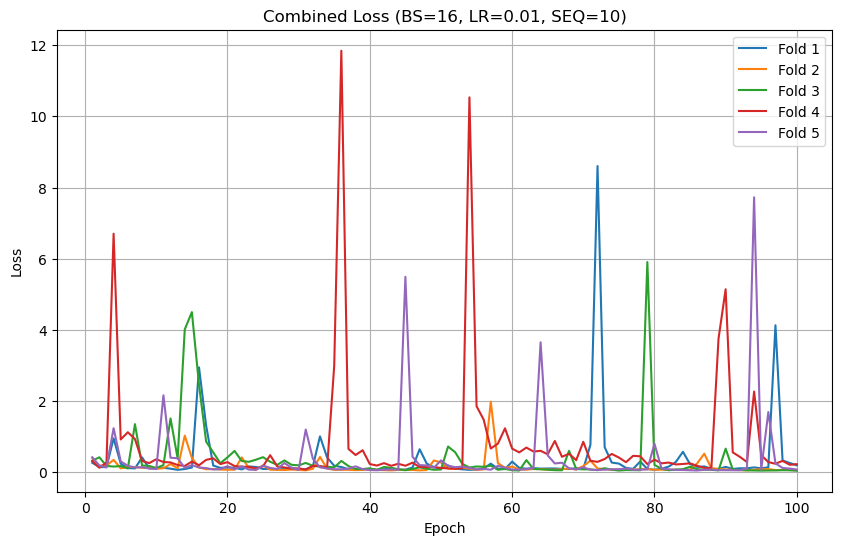 Combined Loss (BS=16, LR=0.01, SEQ=10)
Fold 1
Fold 2
Fold 3
Fold 4
Fold 5
Loss
12
10
8
6
4
2
0
0 20 40 60 80 100
Epoch